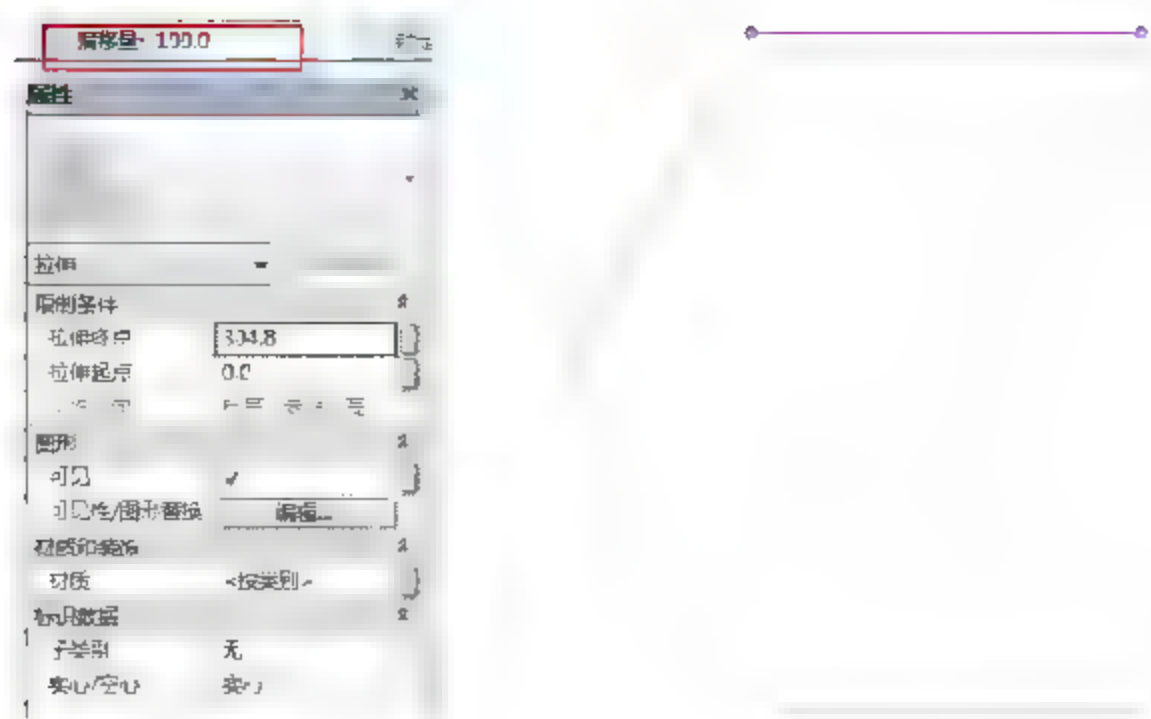 偏移量: 100.0
属性
拉伸
限制条件
拉伸终点 304.8
拉伸起点 0.0
图形
可见
可见性/图形替换 编辑...
材质和装饰
材质 <按类别>
标识数据
子类别 无
实心/空心 实心